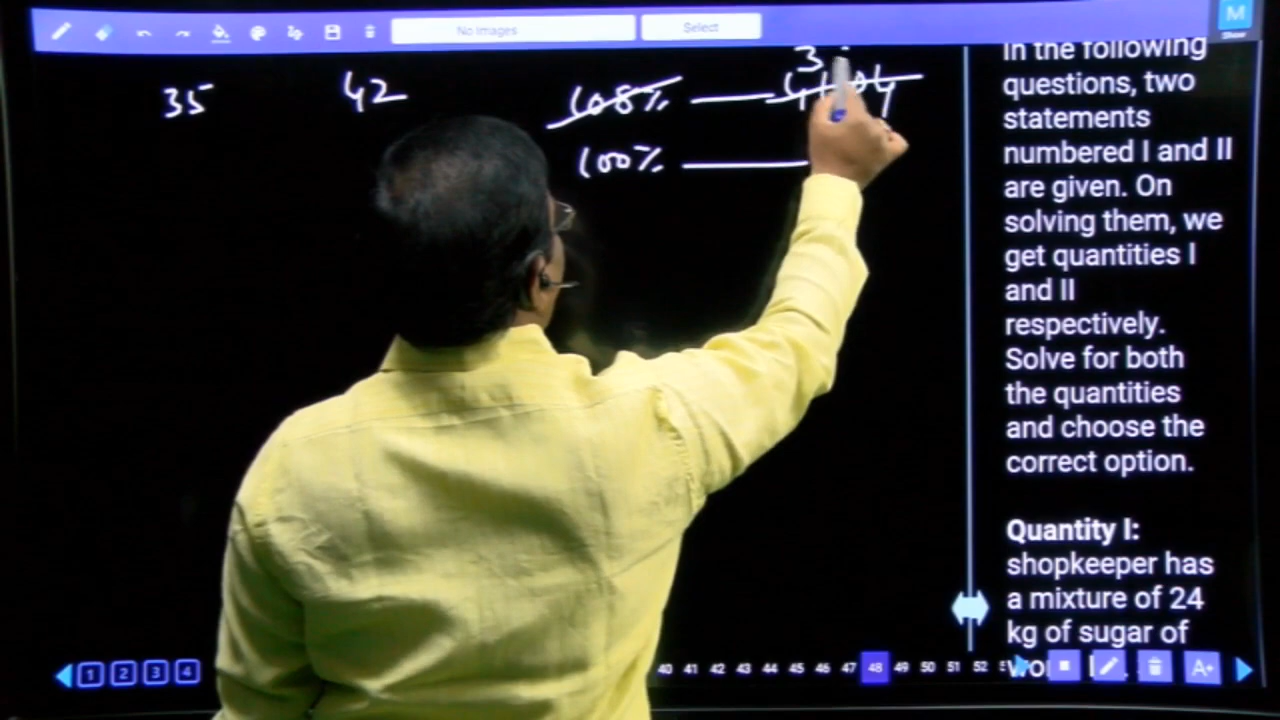 No Images
Select
M
Show
35
42
108%
3
100%
In the following
questions, two
statements
numbered I and II
are given. On
solving them, we
get quantities I
and II
respectively.
Solve for both
the quantities
and choose the
correct option.
Quantity I:
shopkeeper has
a mixture of 24
kg of sugar of
1 2 3 4
40 41 42 43 44 45 46 47 48 49 50 51 52
A+